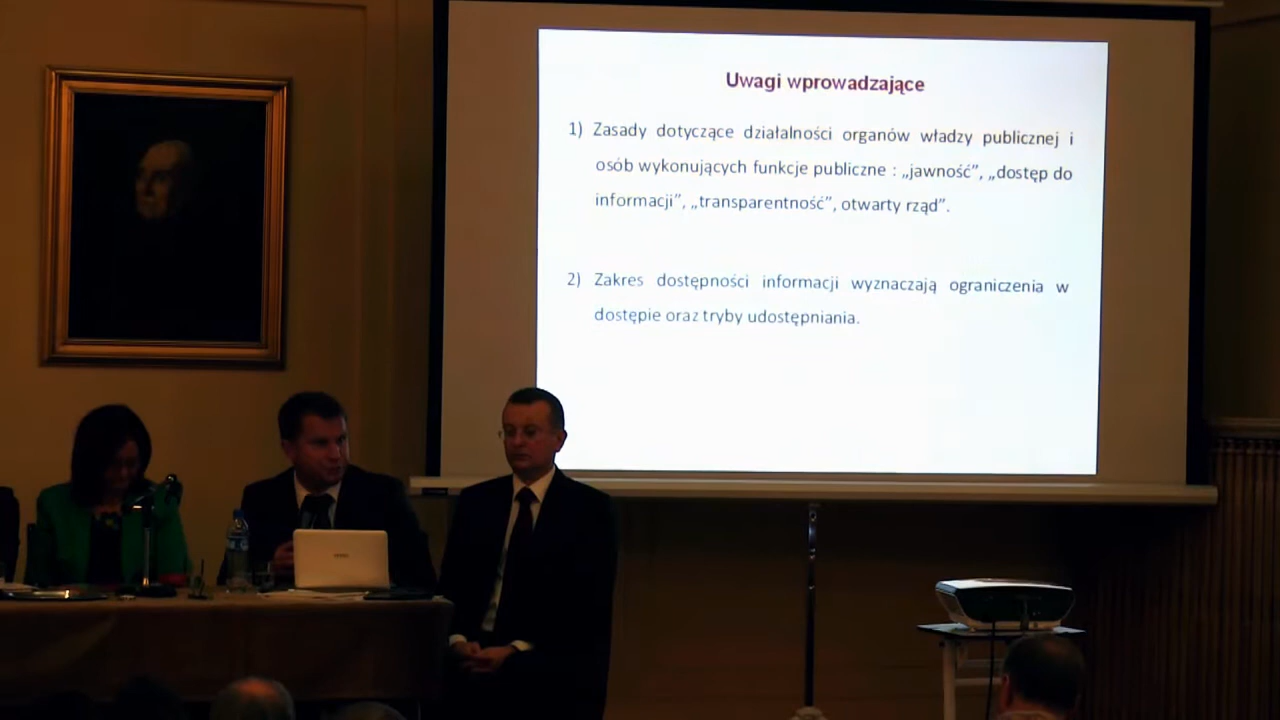 Uwagi wprowadzające
1) Zasady dotyczące działalności organów władzy publicznej i
osób wykonujących funkcje publiczne : „jawność”, „dostęp do
informacji”, „transparentność”, otwarty rząd”.
2) Zakres dostępności informacji wyznaczają ograniczenia w
dostępie oraz tryby udostępniania.